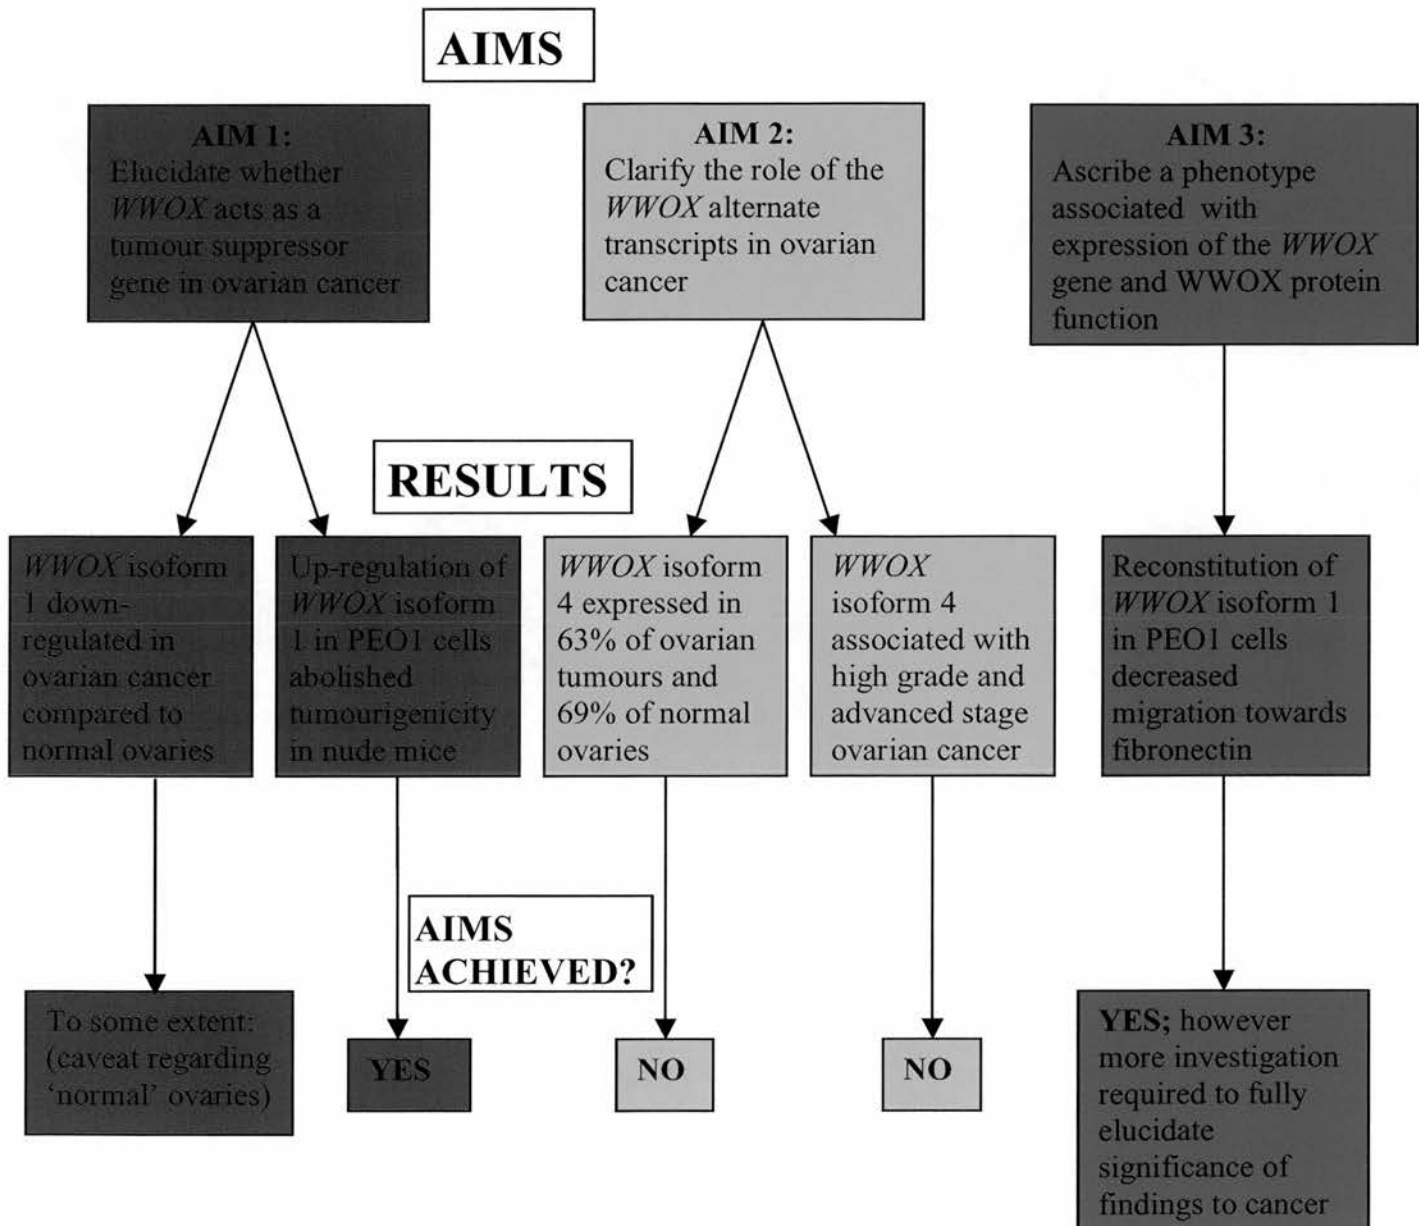 AIMS
AIM 1:
Elucidate whether
WWOX acts as a
tumour suppressor
gene in ovarian cancer
AIM 2:
Clarify the role of the
WWOX alternate
transcripts in ovarian
cancer
AIM 3:
Ascribe a phenotype
associated with
expression of the WWOX
gene and WWOX protein
function
RESULTS
WWOX isoform
1 down-
regulated in
ovarian cancer
compared to
normal ovaries
Up-regulation of
WWOX isoform
1 in PEO1 cells
abolished
tumourigenicity
in nude mice
WWOX isoform
4 expressed in
63% of ovarian
tumours and
69% of normal
ovaries
WWOX
isoform 4
associated with
high grade and
advanced stage
ovarian cancer
Reconstitution of
WWOX isoform 1
in PEO1 cells
decreased
migration towards
fibronectin
AIMS
ACHIEVED?
To some extent:
(caveat regarding
‘normal’ ovaries)
YES
NO
NO
YES; however
more investigation
required to fully
elucidate
significance of
findings to cancer